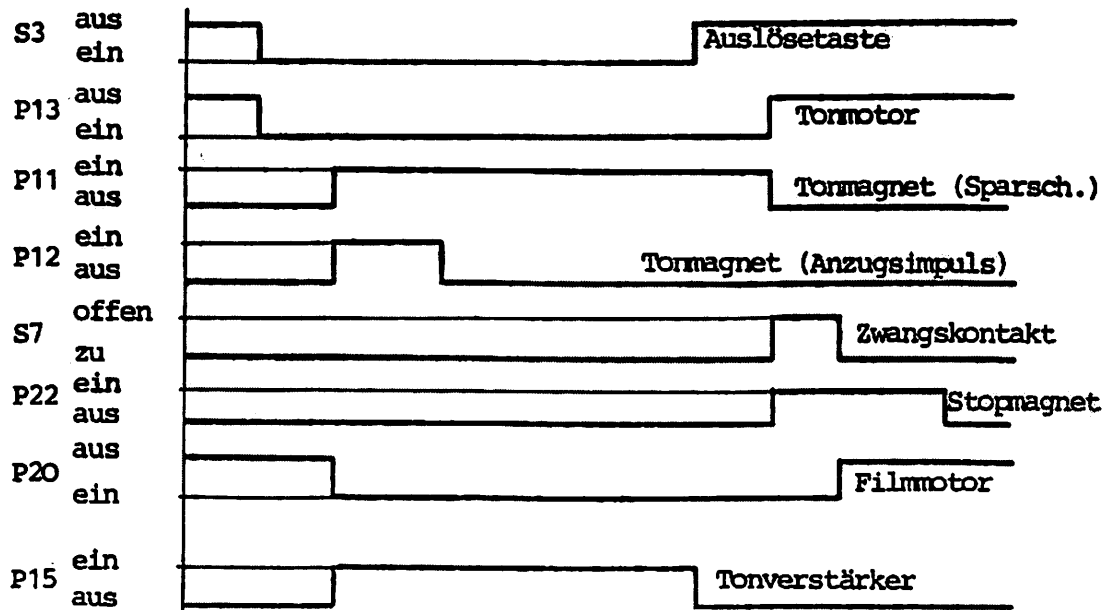 S3 aus
ein
Auslösetaste
P13 aus
ein
Tonmotor
P11 ein
aus
Tonmagnet (Sparsch.)
P12 ein
aus
Tonmagnet (Anzugsimpuls)
S7 offen
zu
Zwangskontakt
P22 ein
aus
Stopmagnet
P20 aus
ein
Filmmotor
P15 ein
aus
Tonverstärker